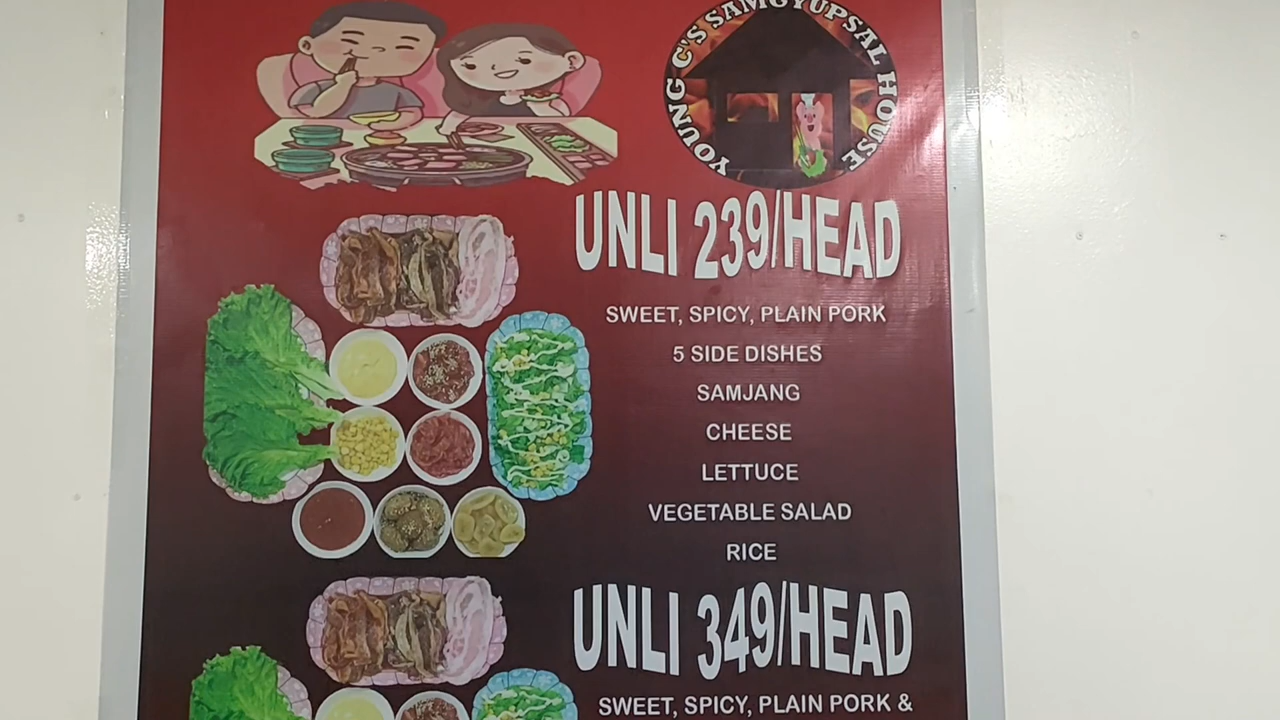 YOUNG C'S SAMGYUPSAL HOUSE
UNLI 239/HEAD
SWEET, SPICY, PLAIN PORK
5 SIDE DISHES
SAMJANG
CHEESE
LETTUCE
VEGETABLE SALAD
RICE
UNLI 349/HEAD
SWEET, SPICY, PLAIN PORK &